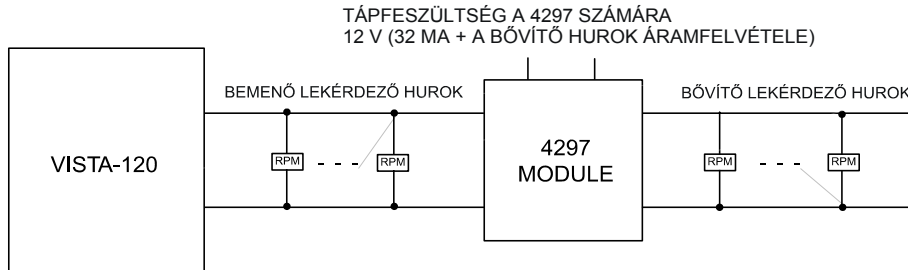 TÁPFESZÜLTSÉG A 4297 SZÁMÁRA
12 V (32 MA + A BŐVÍTŐ HUROK ÁRAMFELVÉTELE)
BEMENŐ LEKÉRDEZŐ HUROK
BŐVÍTŐ LEKÉRDEZŐ HUROK
VISTA-120
RPM
RPM
4297
MODULE
RPM
RPM